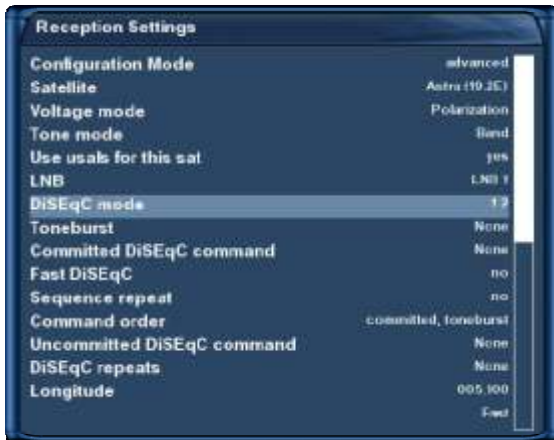 Reception Settings
Configuration Mode advanced
Satellite Astra (19.2E)
Voltage mode Polarization
Tone mode Band
Use usals for this sat yes
LNB LNB 1
DiSEqC mode 1.2
Toneburst None
Committed DiSEqC command None
Fast DiSEqC no
Sequence repeat no
Command order committed, toneburst
Uncommitted DiSEqC command None
DiSEqC repeats None
Longitude 005.100
East